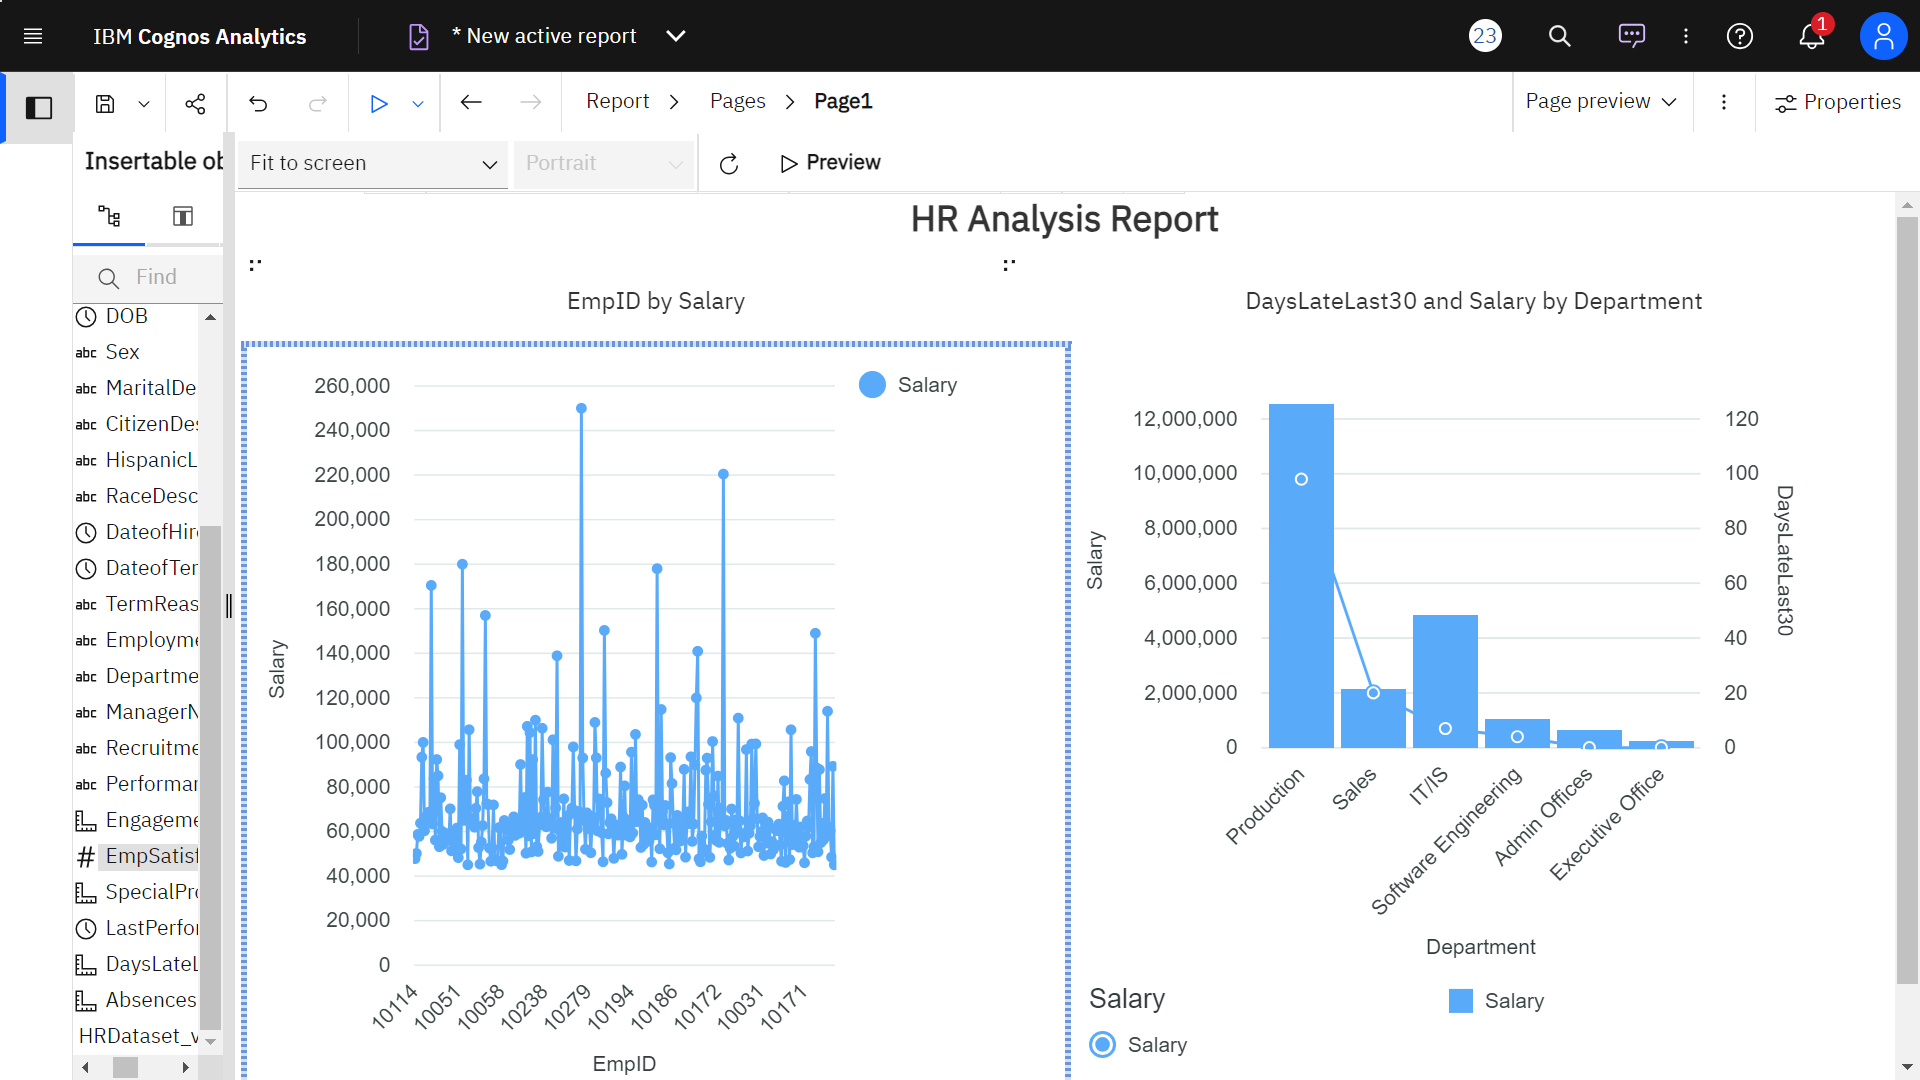 IBM Cognos Analytics
* New active report
23
1
Report
Pages
Page1
Page preview
Properties
Insertable ob
Fit to screen
Portrait
Preview
Find
DOB
abc Sex
abc MaritalDe
abc CitizenDes
abc HispanicL
abc RaceDesc
DateofHire
DateofTer
abc TermReas
abc Employme
abc Departme
abc ManagerN
abc Recruitme
abc Performan
Engageme
# EmpSatisf
SpecialPro
LastPerfor
DaysLateL
Absences
HRDataset_v
HR Analysis Report
EmpID by Salary
260,000
240,000
220,000
200,000
180,000
160,000
140,000
120,000
100,000
80,000
60,000
40,000
20,000
0
Salary
10114
10051
10058
10238
10279
10194
10186
10172
10031
10171
EmpID
Salary
DaysLateLast30 and Salary by Department
12,000,000
10,000,000
8,000,000
6,000,000
4,000,000
2,000,000
0
Salary
120
100
80
60
40
20
0
DaysLateLast30
Production
Sales
IT/IS
Software Engineering
Admin Offices
Executive Office
Department
Salary
Salary
Salary